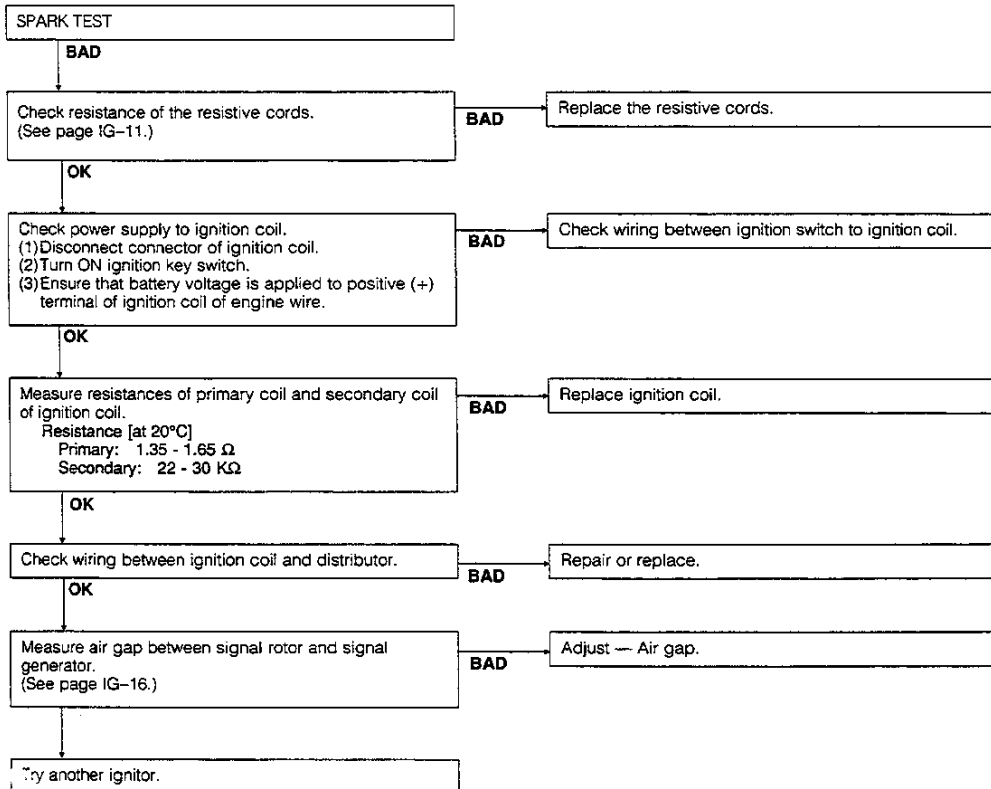 SPARK TEST
BAD
Check resistance of the resistive cords.
(See page IG–11.)
BAD
Replace the resistive cords.
OK
Check power supply to ignition coil.
(1)Disconnect connector of ignition coil.
(2)Turn ON ignition key switch.
(3)Ensure that battery voltage is applied to positive (+)
terminal of ignition coil of engine wire.
BAD
Check wiring between ignition switch to ignition coil.
OK
Measure resistances of primary coil and secondary coil
of ignition coil.
Resistance [at 20°C]
Primary: 1.35 - 1.65 Ω
Secondary: 22 - 30 KΩ
BAD
Replace ignition coil.
OK
Check wiring between ignition coil and distributor.
BAD
Repair or replace.
OK
Measure air gap between signal rotor and signal
generator.
(See page IG–16.)
BAD
Adjust — Air gap.
Try another ignitor.